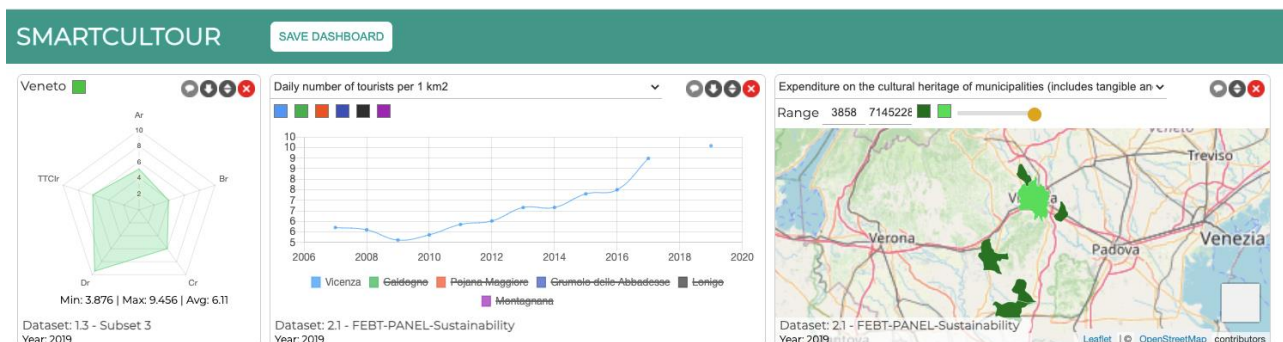 SMARTCULTOUR
SAVE DASHBOARD
Veneto
Ar
10
8
6
4
2
TTCIr
Br
Dr
Cr
Min: 3.876 | Max: 9.456 | Avg: 6.11
Dataset: 1.3 - Subset 3
Year: 2019
Daily number of tourists per 1 km2
10
10
9
9
8
8
7
7
6
6
5
2006
2008
2010
2012
2014
2016
2018
2020
Vicenza
Caldogno
Pojana Maggiore
Grumolo delle Abbadesse
Lonigo
Montagnana
Dataset: 2.1 - FEBT-PANEL-Sustainability
Year: 2019
Expenditure on the cultural heritage of municipalities (includes tangible an
Range 3858 7145228
Treviso
Verona
Padova
Venezia
Dataset: 2.1 - FEBT-PANEL-Sustainability
Year: 2019
Leaflet | © OpenStreetMap contributors